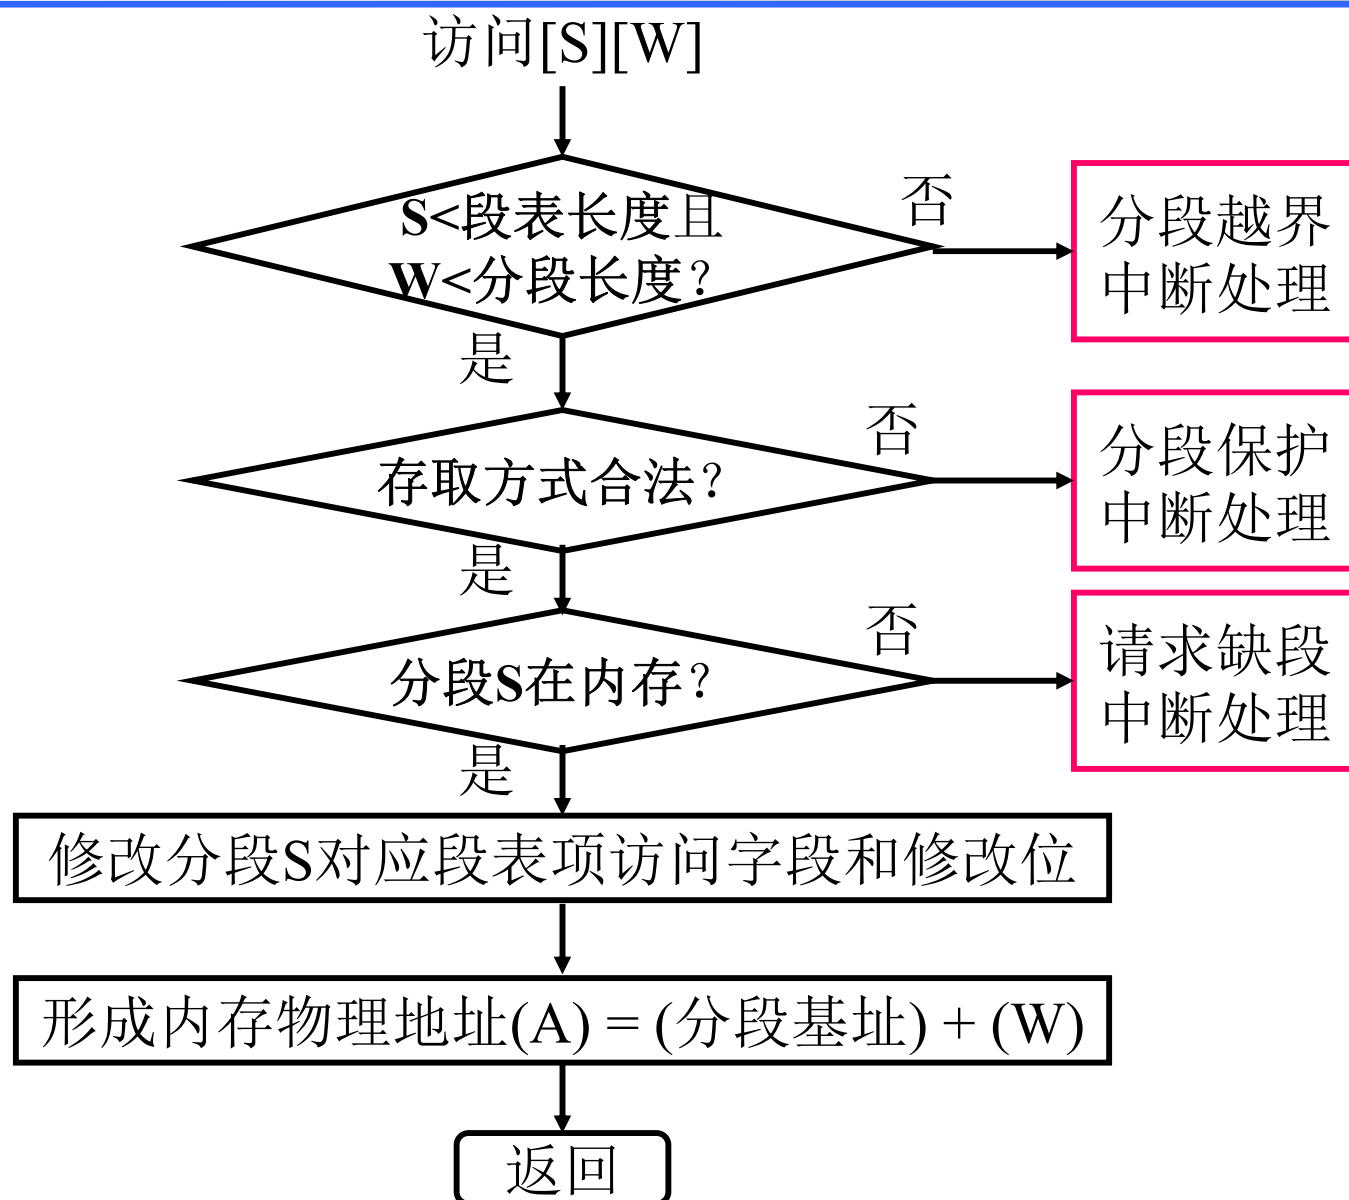 访问[S][W]
S<段表长度且
W<分段长度?
否
分段越界
中断处理
是
存取方式合法?
否
分段保护
中断处理
是
分段S在内存?
否
请求缺段
中断处理
是
修改分段S对应段表项访问字段和修改位
形成内存物理地址(A) = (分段基址) + (W)
返回